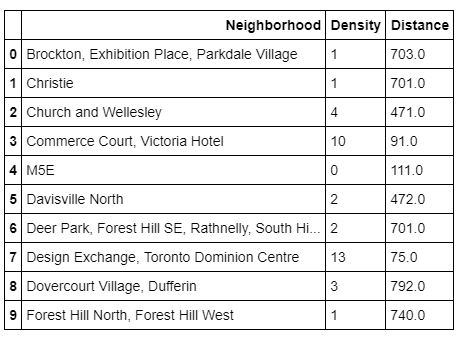 Neighborhood Density Distance
0 Brockton, Exhibition Place, Parkdale Village 1 703.0
1 Christie 1 701.0
2 Church and Wellesley 4 471.0
3 Commerce Court, Victoria Hotel 10 91.0
4 M5E 0 111.0
5 Davisville North 2 472.0
6 Deer Park, Forest Hill SE, Rathnelly, South Hi... 2 701.0
7 Design Exchange, Toronto Dominion Centre 13 75.0
8 Dovercourt Village, Dufferin 3 792.0
9 Forest Hill North, Forest Hill West 1 740.0